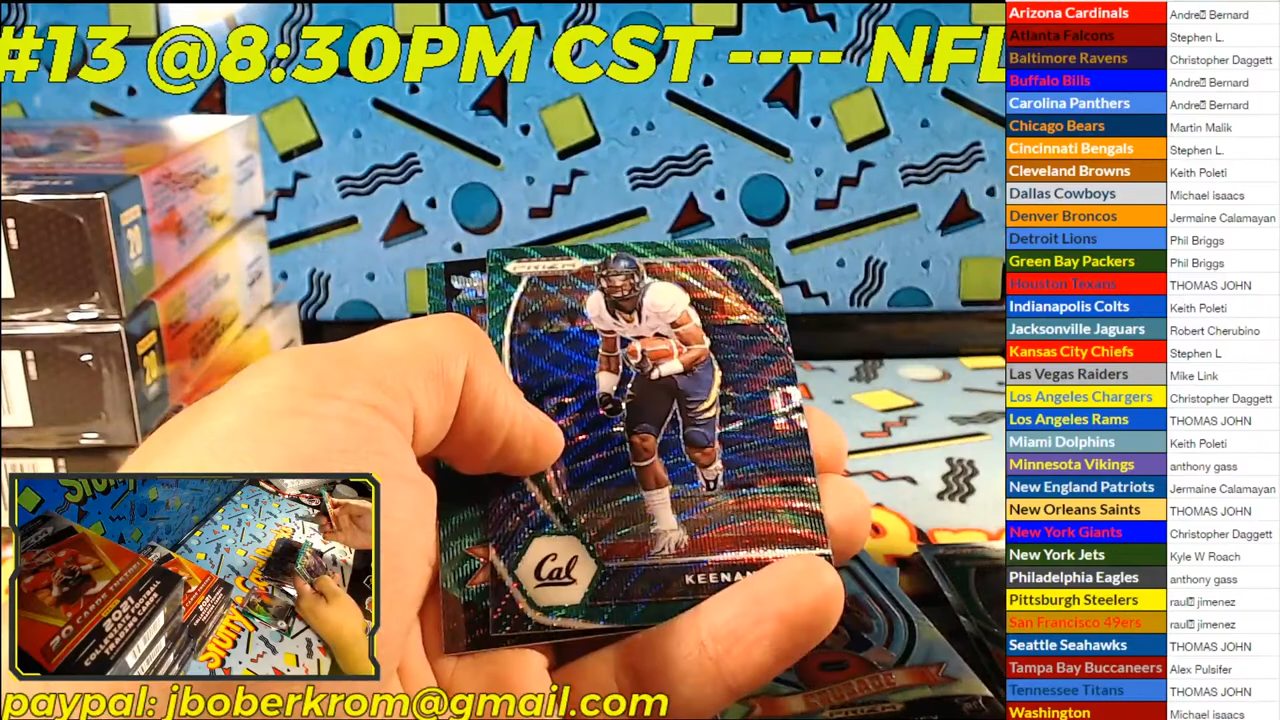 #13 @8:30PM CST ---- NFL
PRIZM
Cal
KEENAN
20 CARDS INSIDE!
2021
COLLEGIATE FOOTBALL
TRADING CARDS
paypal: jboberkrom@gmail.com
Arizona Cardinals Andre Bernard
Atlanta Falcons Stephen L.
Baltimore Ravens Christopher Daggett
Buffalo Bills Andre Bernard
Carolina Panthers Andre Bernard
Chicago Bears Martin Malik
Cincinnati Bengals Stephen L.
Cleveland Browns Keith Poleti
Dallas Cowboys Michael isaacs
Denver Broncos Jermaine Calamayan
Detroit Lions Phil Briggs
Green Bay Packers Phil Briggs
Houston Texans THOMAS JOHN
Indianapolis Colts Keith Poleti
Jacksonville Jaguars Robert Cherubino
Kansas City Chiefs Stephen L
Las Vegas Raiders Mike Link
Los Angeles Chargers Christopher Daggett
Los Angeles Rams THOMAS JOHN
Miami Dolphins Keith Poleti
Minnesota Vikings anthony gass
New England Patriots Jermaine Calamayan
New Orleans Saints THOMAS JOHN
New York Giants Christopher Daggett
New York Jets Kyle W Roach
Philadelphia Eagles anthony gass
Pittsburgh Steelers raul jimenez
San Francisco 49ers raul jimenez
Seattle Seahawks THOMAS JOHN
Tampa Bay Buccaneers Alex Pulsifer
Tennessee Titans THOMAS JOHN
Washington Michael isaacs